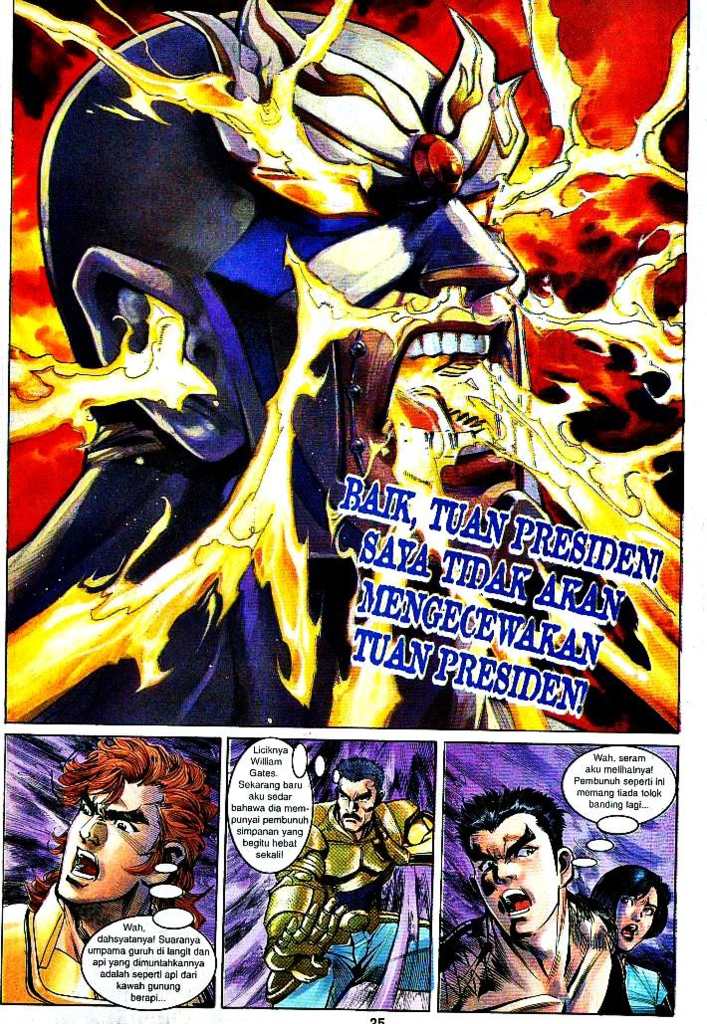 BAIK, TUAN PRESIDEN!
SAYA TIDAK AKAN
MENGECEWAKAN
TUAN PRESIDEN!
Wah,
dahsyatnya! Suaranya
umpama guruh di langit dan
api yang dimuntahkannya
adalah seperti api dari
kawah gunung
berapi...
Liciknya
William
Gates.
Sekarang baru
aku sedar
bahawa dia mem-
punyai pembunuh
simpanan yang
begitu hebat
sekali!
Wah, seram
aku melihatnya!
Pembunuh seperti ini
memang tiada tolok
banding lagi...
25